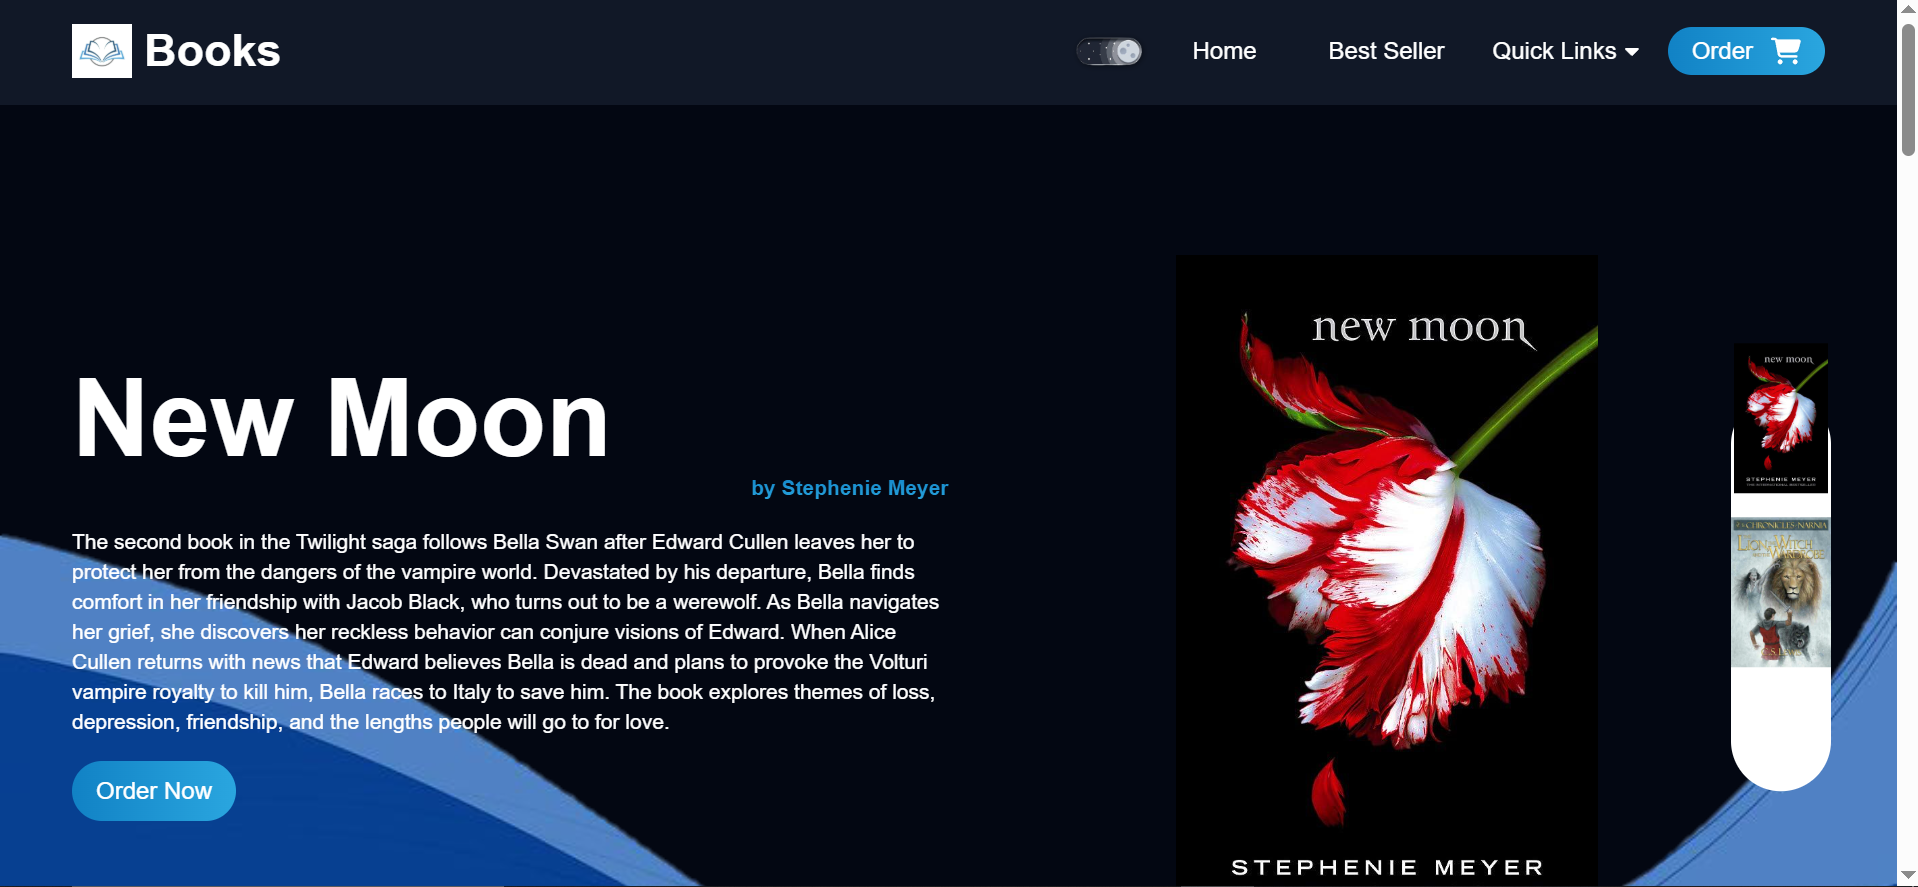 Books
Home
Best Seller
Quick Links
Order
New Moon
by Stephenie Meyer
The second book in the Twilight saga follows Bella Swan after Edward Cullen leaves her to
protect her from the dangers of the vampire world. Devastated by his departure, Bella finds
comfort in her friendship with Jacob Black, who turns out to be a werewolf. As Bella navigates
her grief, she discovers her reckless behavior can conjure visions of Edward. When Alice
Cullen returns with news that Edward believes Bella is dead and plans to provoke the Volturi
vampire royalty to kill him, Bella races to Italy to save him. The book explores themes of loss,
depression, friendship, and the lengths people will go to for love.
Order Now
new moon
STEPHENIE MEYER
new moon
STEPHENIE MEYER
CHRONICLES NARNIA
LION WITCH
WARDROBE